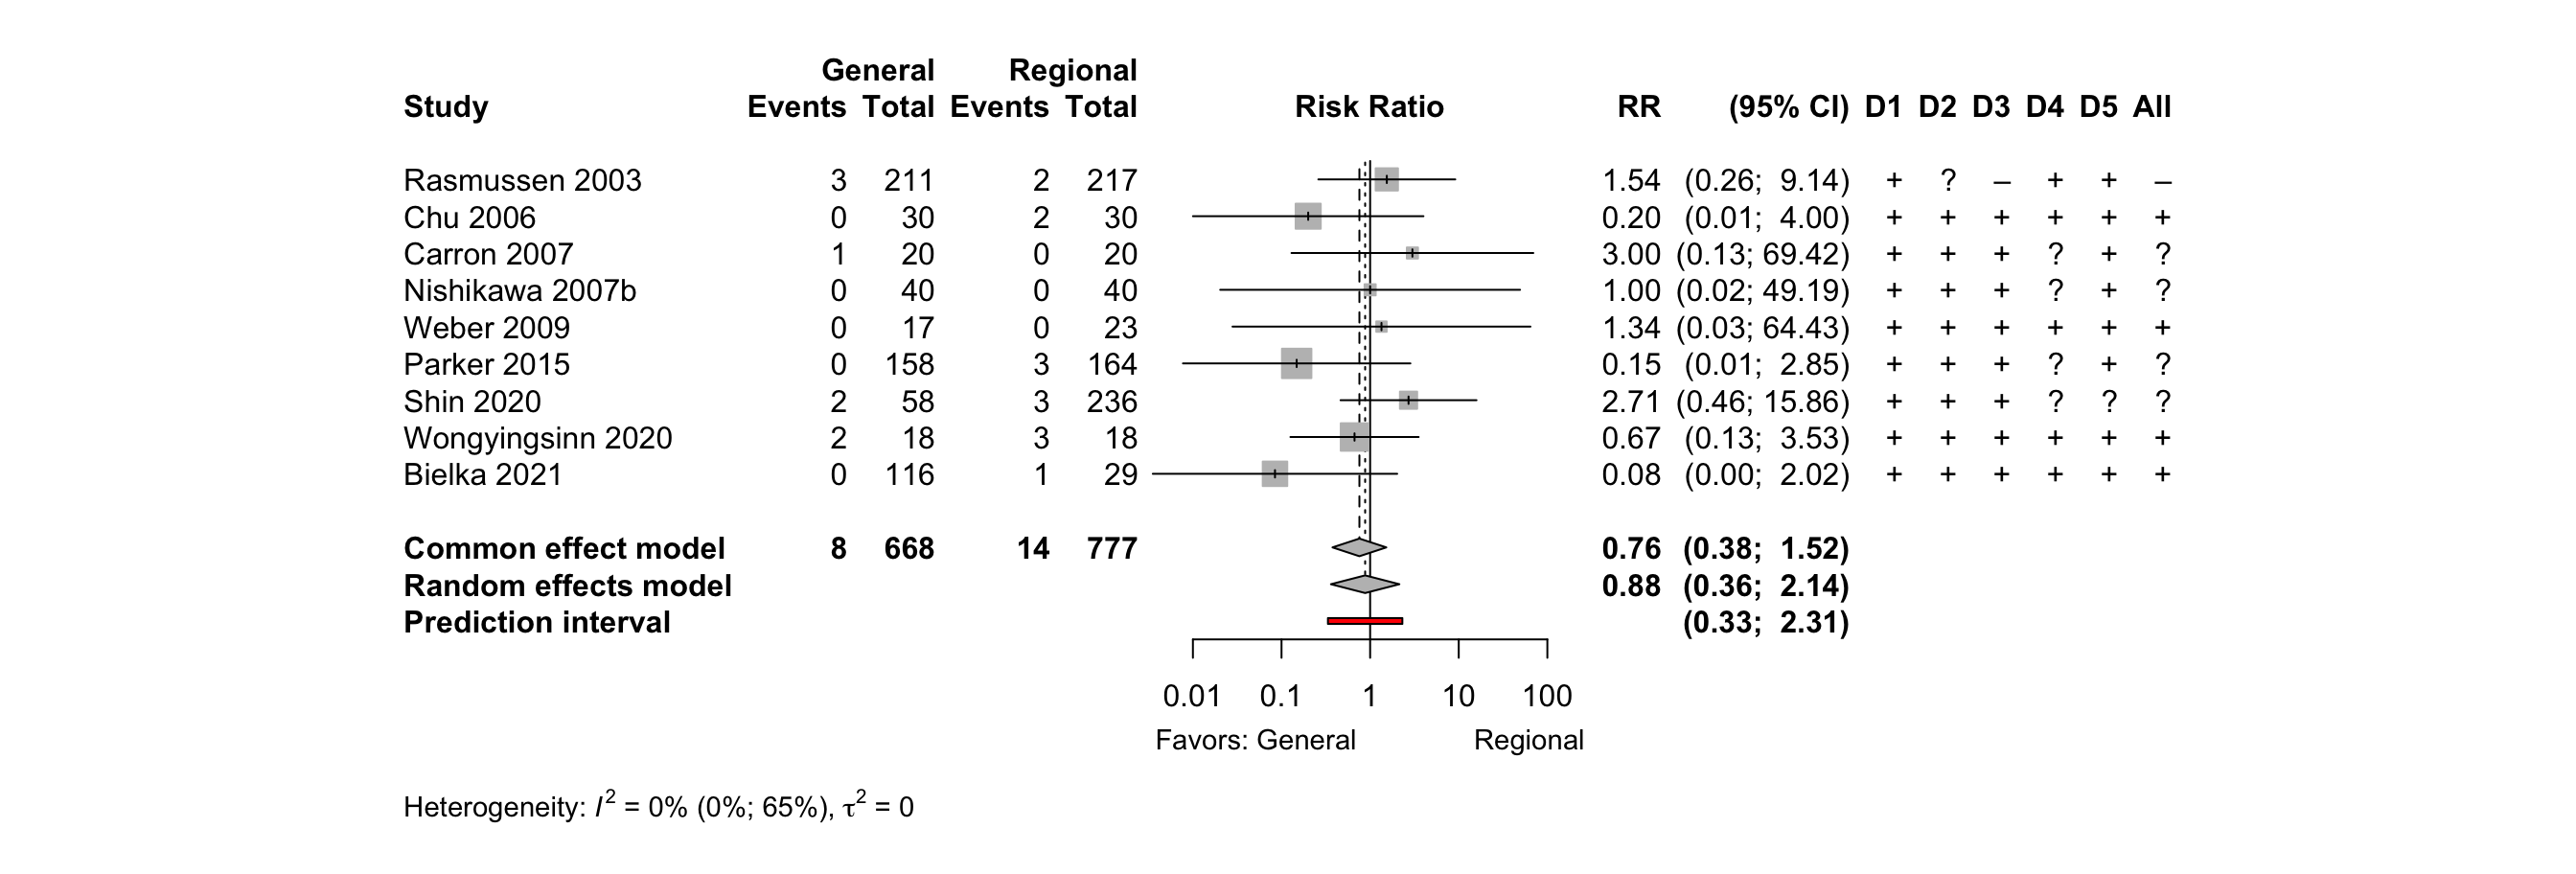 General Regional
Study Events Total Events Total Risk Ratio RR (95% CI) D1 D2 D3 D4 D5 All
Rasmussen 2003 3 211 2 217 1.54 (0.26; 9.14) + ? – + + –
Chu 2006 0 30 2 30 0.20 (0.01; 4.00) + + + + + +
Carron 2007 1 20 0 20 3.00 (0.13; 69.42) + + + ? + ?
Nishikawa 2007b 0 40 0 40 1.00 (0.02; 49.19) + + + ? + ?
Weber 2009 0 17 0 23 1.34 (0.03; 64.43) + + + + + +
Parker 2015 0 158 3 164 0.15 (0.01; 2.85) + + + ? + ?
Shin 2020 2 58 3 236 2.71 (0.46; 15.86) + + + ? ? ?
Wongyingsinn 2020 2 18 3 18 0.67 (0.13; 3.53) + + + + + +
Bielka 2021 0 116 1 29 0.08 (0.00; 2.02) + + + + + +
Common effect model 8 668 14 777 0.76 (0.38; 1.52)
Random effects model 0.88 (0.36; 2.14)
Prediction interval (0.33; 2.31)
0.01 0.1 1 10 100
Favors: General Regional
Heterogeneity: I² = 0% (0%; 65%), τ² = 0